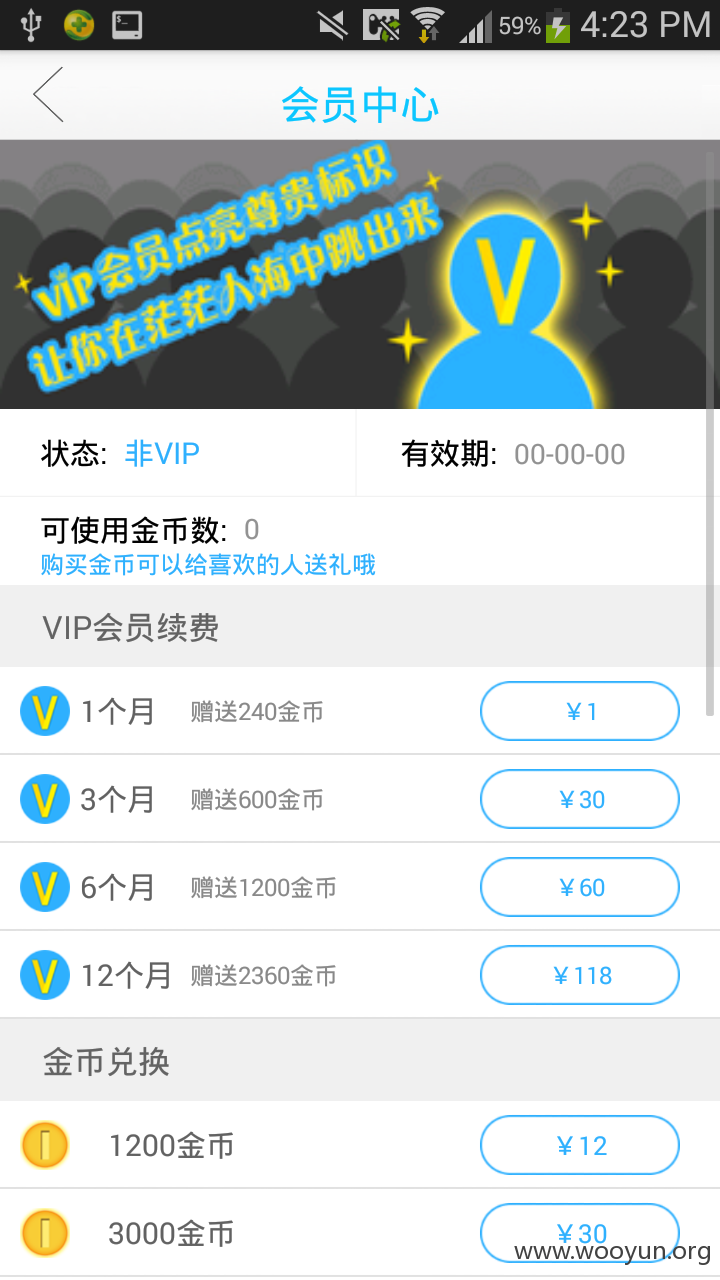 59% 4:23 PM
会员中心
VIP会员点亮尊贵标识
让你在茫茫人海中跳出来
V
状态: 非VIP 有效期: 00-00-00
可使用金币数: 0
购买金币可以给喜欢的人送礼哦
VIP会员续费
V 1个月 赠送240金币 ¥1
V 3个月 赠送600金币 ¥30
V 6个月 赠送1200金币 ¥60
V 12个月 赠送2360金币 ¥118
金币兑换
1200金币 ¥12
3000金币 ¥30
www.wooyun.org